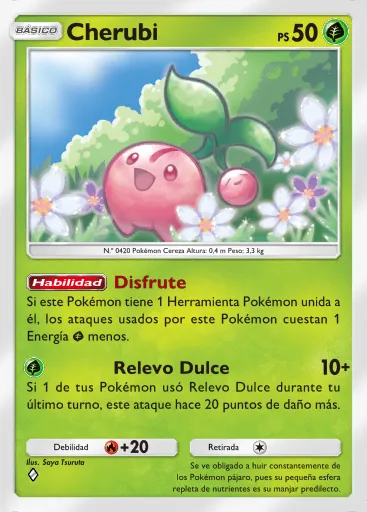 BÁSICO Cherubi PS 50
N.º 0420 Pokémon Cereza Altura: 0,4 m Peso: 3,3 kg
Habilidad Disfrute
Si este Pokémon tiene 1 Herramienta Pokémon unida a
él, los ataques usados por este Pokémon cuestan 1
Energía menos.
Relevo Dulce 10+
Si 1 de tus Pokémon usó Relevo Dulce durante tu
último turno, este ataque hace 20 puntos de daño más.
Debilidad +20 Retirada
Ilus. Saya Tsuruta
Se ve obligado a huir constantemente de
los Pokémon pájaro, pues su pequeña esfera
repleta de nutrientes es su manjar predilecto.